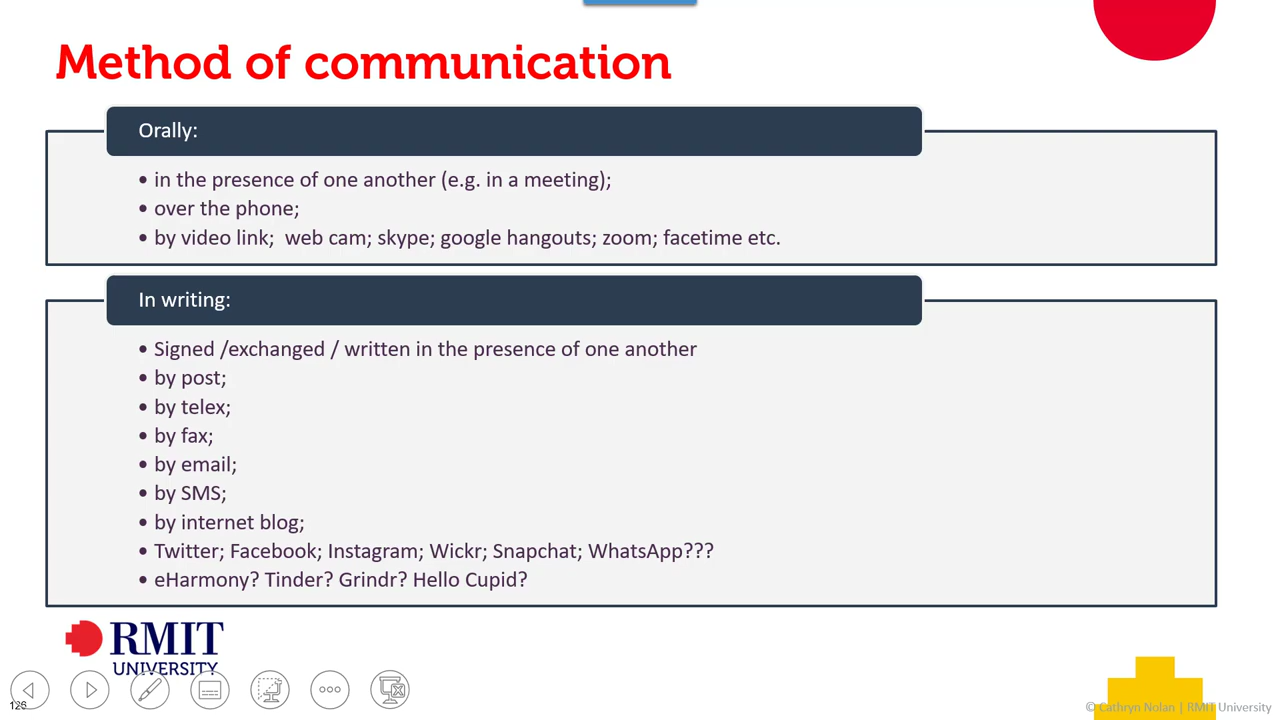 Method of communication
Orally:
• in the presence of one another (e.g. in a meeting);
• over the phone;
• by video link;  web cam; skype; google hangouts; zoom; facetime etc.
In writing:
• Signed /exchanged / written in the presence of one another
• by post;
• by telex;
• by fax;
• by email;
• by SMS;
• by internet blog;
• Twitter; Facebook; Instagram; Wickr; Snapchat; WhatsApp???
• eHarmony? Tinder? Grindr? Hello Cupid?
RMIT
UNIVERSITY
126
© Cathryn Nolan | RMIT University